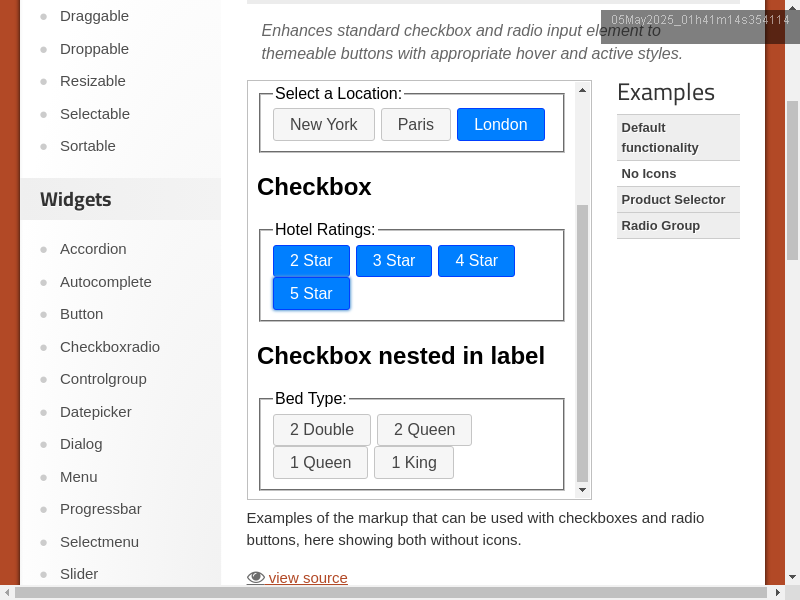 Draggable
Droppable
Resizable
Selectable
Sortable
Widgets
Accordion
Autocomplete
Button
Checkboxradio
Controlgroup
Datepicker
Dialog
Menu
Progressbar
Selectmenu
Slider
05May2025_01h41m14s354114
Enhances standard checkbox and radio input element to
themeable buttons with appropriate hover and active styles.
Select a Location:
New York Paris London
Checkbox
Hotel Ratings:
2 Star 3 Star 4 Star
5 Star
Checkbox nested in label
Bed Type:
2 Double 2 Queen
1 Queen 1 King
Examples of the markup that can be used with checkboxes and radio
buttons, here showing both without icons.
view source
Examples
Default
functionality
No Icons
Product Selector
Radio Group